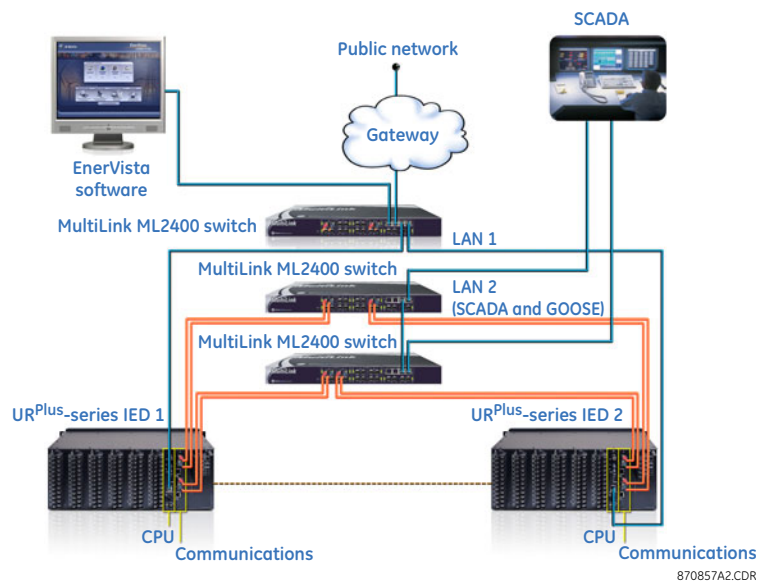 SCADA
Public network
Gateway
EnerVista
software
MultiLink ML2400 switch
LAN 1
MultiLink ML2400 switch
LAN 2
(SCADA and GOOSE)
MultiLink ML2400 switch
URPlus-series IED 1
URPlus-series IED 2
CPU
Communications
CPU
Communications
870857A2.CDR